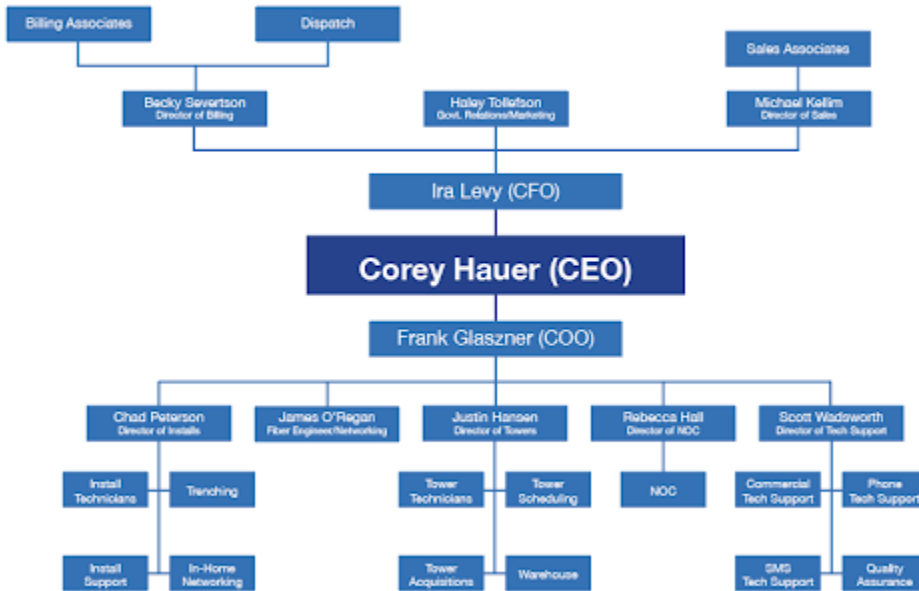 Billing Associates
Dispatch
Sales Associates
Becky Severtson
Director of Billing
Haley Tollefson
Govt. Relations/Marketing
Michael Kellim
Director of Sales
Ira Levy (CFO)
Corey Hauer (CEO)
Frank Glaszner (COO)
Chad Peterson
Director of Installs
James O'Regan
Fiber Engineer/Networking
Justin Hansen
Director of Towers
Rebecca Hall
Director of NOC
Scott Wadsworth
Director of Tech Support
Install
Technicians
Trenching
Tower
Technicians
Tower
Scheduling
NOC
Commercial
Tech Support
Phone
Tech Support
Install
Support
In-Home
Networking
Tower
Acquisitions
Warehouse
SMS
Tech Support
Quality
Assurance